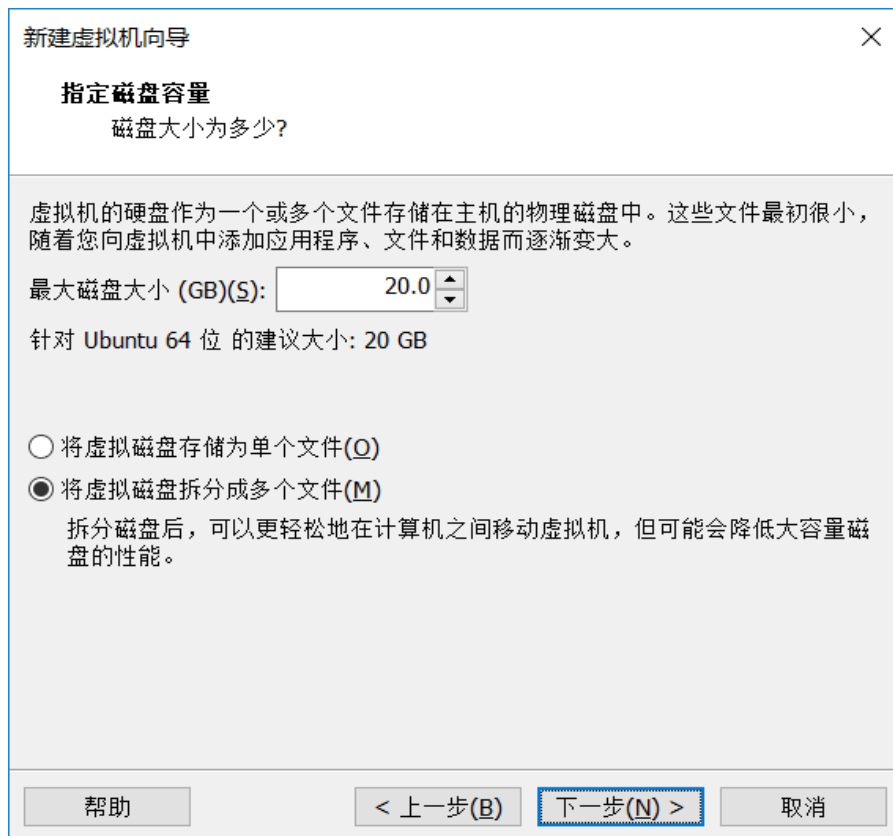 新建虚拟机向导
指定磁盘容量
磁盘大小为多少?
虚拟机的硬盘作为一个或多个文件存储在主机的物理磁盘中。这些文件最初很小，
随着您向虚拟机中添加应用程序、文件和数据而逐渐变大。
最大磁盘大小 (GB)(S): 20.0
针对 Ubuntu 64 位 的建议大小: 20 GB
将虚拟磁盘存储为单个文件(O)
将虚拟磁盘拆分成多个文件(M)
拆分磁盘后，可以更轻松地在计算机之间移动虚拟机，但可能会降低大容量磁
盘的性能。
帮助 < 上一步(B) 下一步(N) > 取消